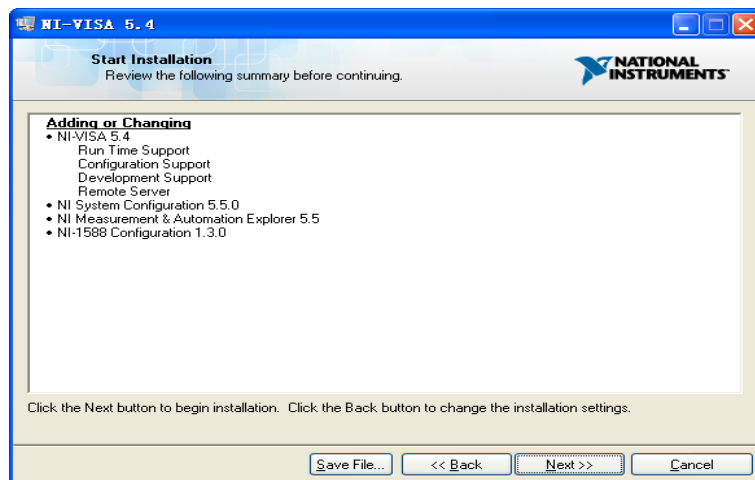 NI-VISA 5.4
Start Installation
Review the following summary before continuing.
NATIONAL
INSTRUMENTS™
Adding or Changing
• NI-VISA 5.4
Run Time Support
Configuration Support
Development Support
Remote Server
• NI System Configuration 5.5.0
• NI Measurement & Automation Explorer 5.5
• NI-1588 Configuration 1.3.0
Click the Next button to begin installation.  Click the Back button to change the installation settings.
Save File... << Back Next >> Cancel